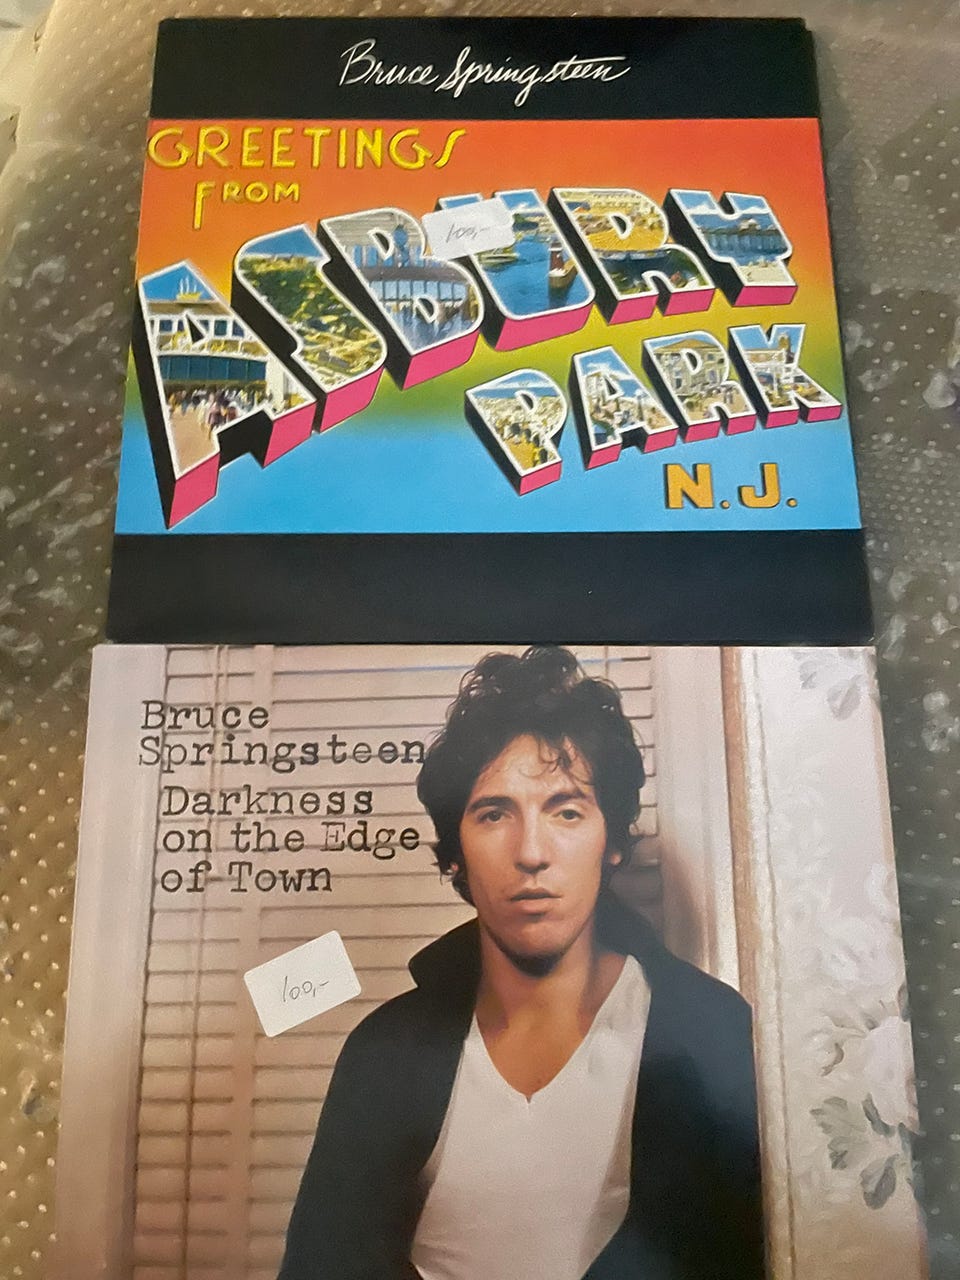 Bruce Springsteen
GREETINGS
FROM
ASBURY
100,-
PARK
N.J.
Bruce
Springsteen
Darkness
on the Edge
of Town
100,-